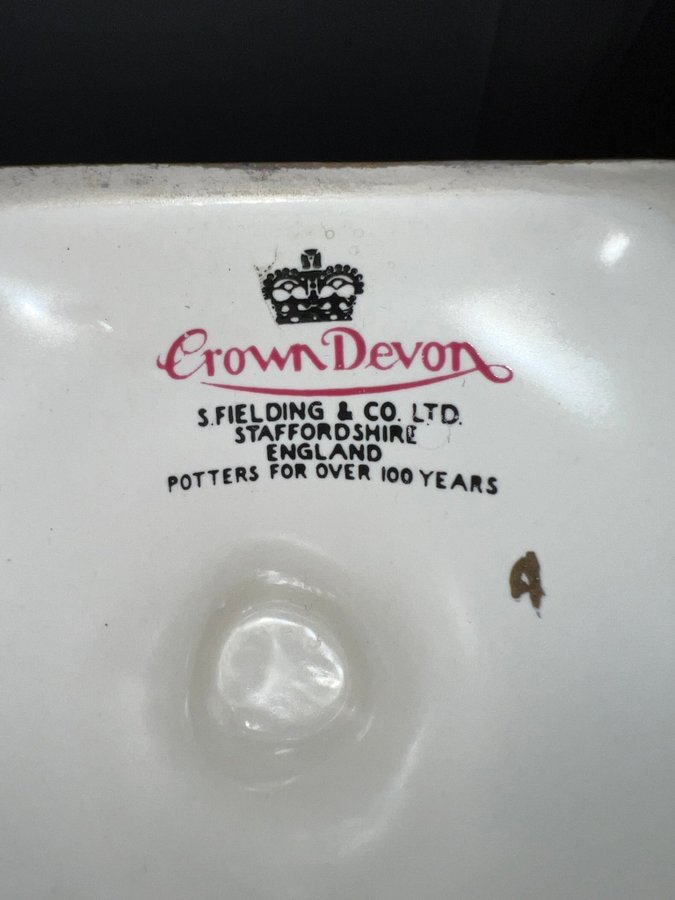 Crown Devon
S. FIELDING & CO. LTD.
STAFFORDSHIRE
ENGLAND
POTTERS FOR OVER 100 YEARS